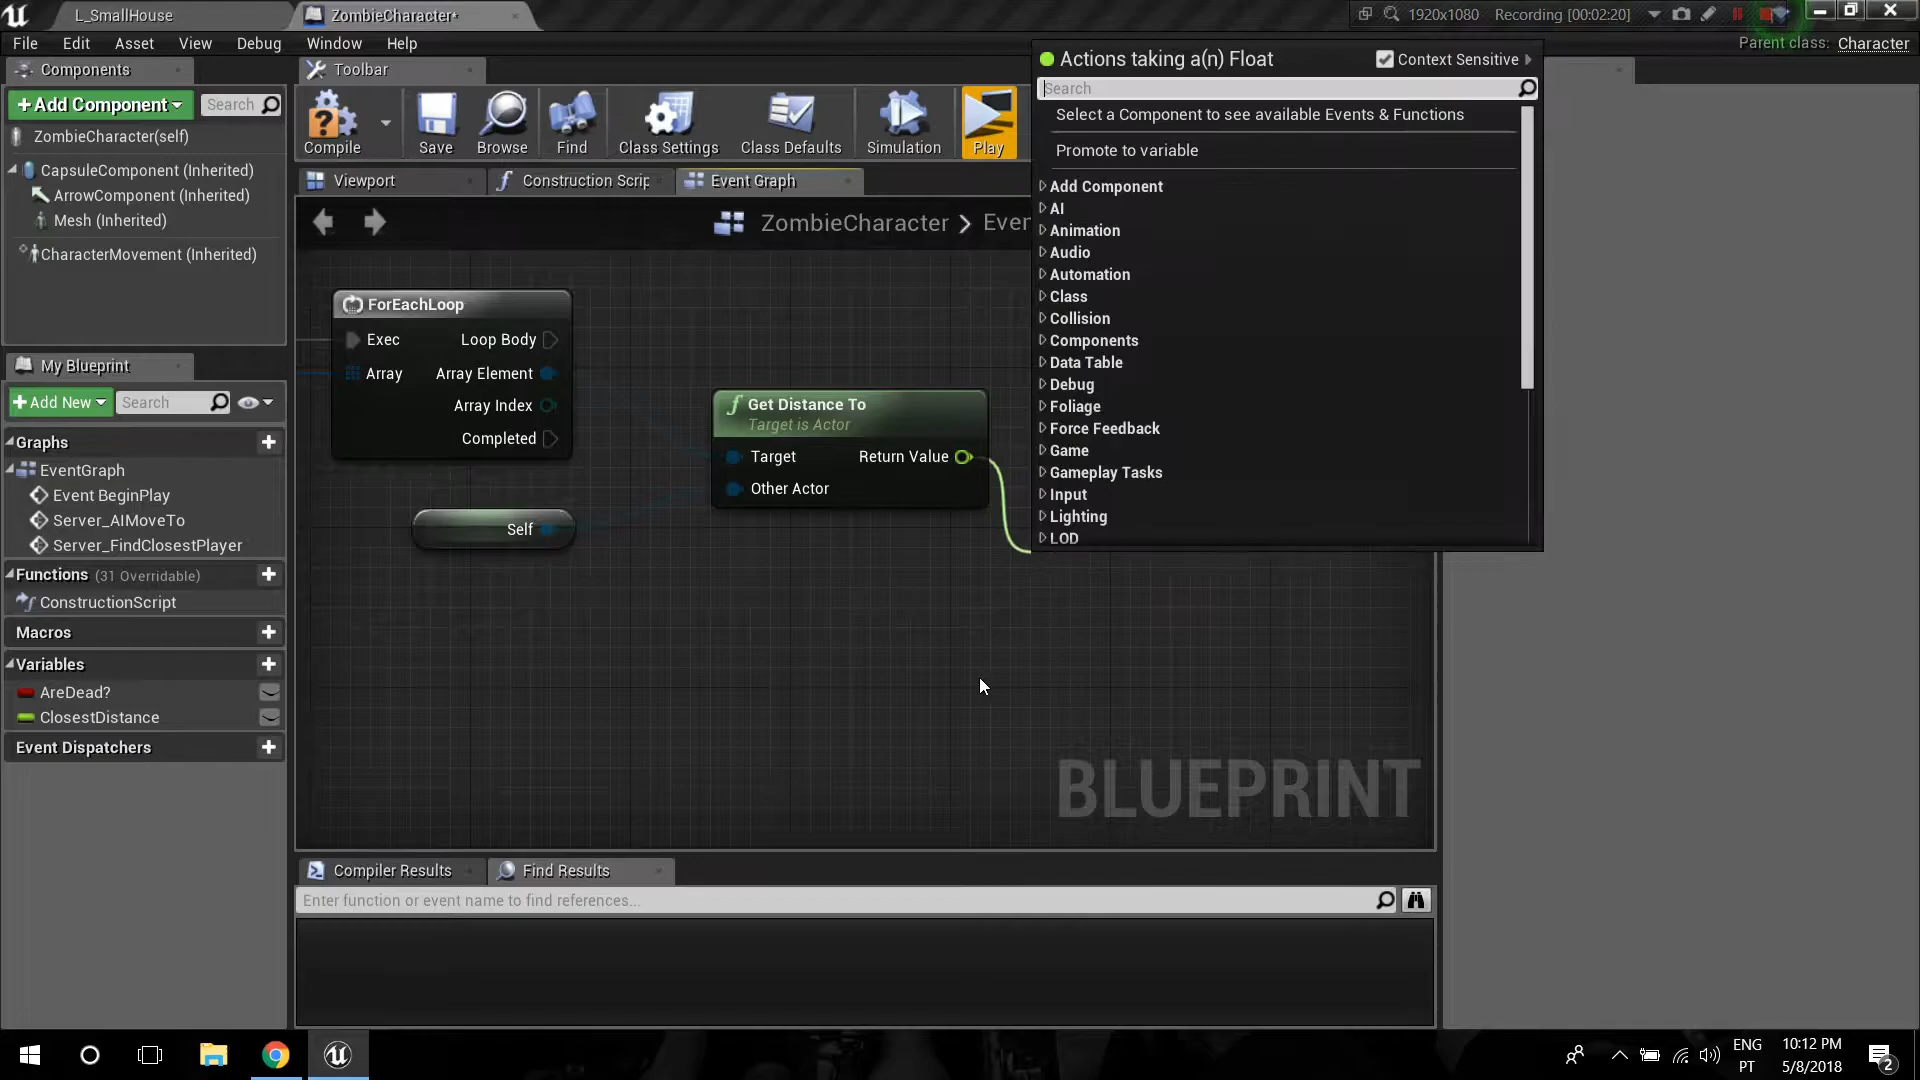 L_SmallHouse
ZombieCharacter*
1920x1080
Recording [00:02:20]
File Edit Asset View Debug Window Help
Parent class: Character
Components
Toolbar
+Add Component
Search
ZombieCharacter(self)
CapsuleComponent (Inherited)
ArrowComponent (Inherited)
Mesh (Inherited)
CharacterMovement (Inherited)
Compile
Save
Browse
Find
Class Settings
Class Defaults
Simulation
Play
Viewport
Construction Scrip
Event Graph
ZombieCharacter > Even
Actions taking a(n) Float
Context Sensitive
Search
Select a Component to see available Events & Functions
Promote to variable
Add Component
AI
Animation
Audio
Automation
Class
Collision
Components
Data Table
Debug
Foliage
Force Feedback
Game
Gameplay Tasks
Input
Lighting
LOD
ForEachLoop
Exec Loop Body
Array Array Element
Array Index
Completed
Self
Get Distance To
Target is Actor
Target Return Value
Other Actor
BLUEPRINT
My Blueprint
+Add New
Search
Graphs
EventGraph
Event BeginPlay
Server_AIMoveTo
Server_FindClosestPlayer
Functions (31 Overridable)
ConstructionScript
Macros
Variables
AreDead?
ClosestDistance
Event Dispatchers
Compiler Results
Find Results
Enter function or event name to find references...
ENG
PT
10:12 PM
5/8/2018
2